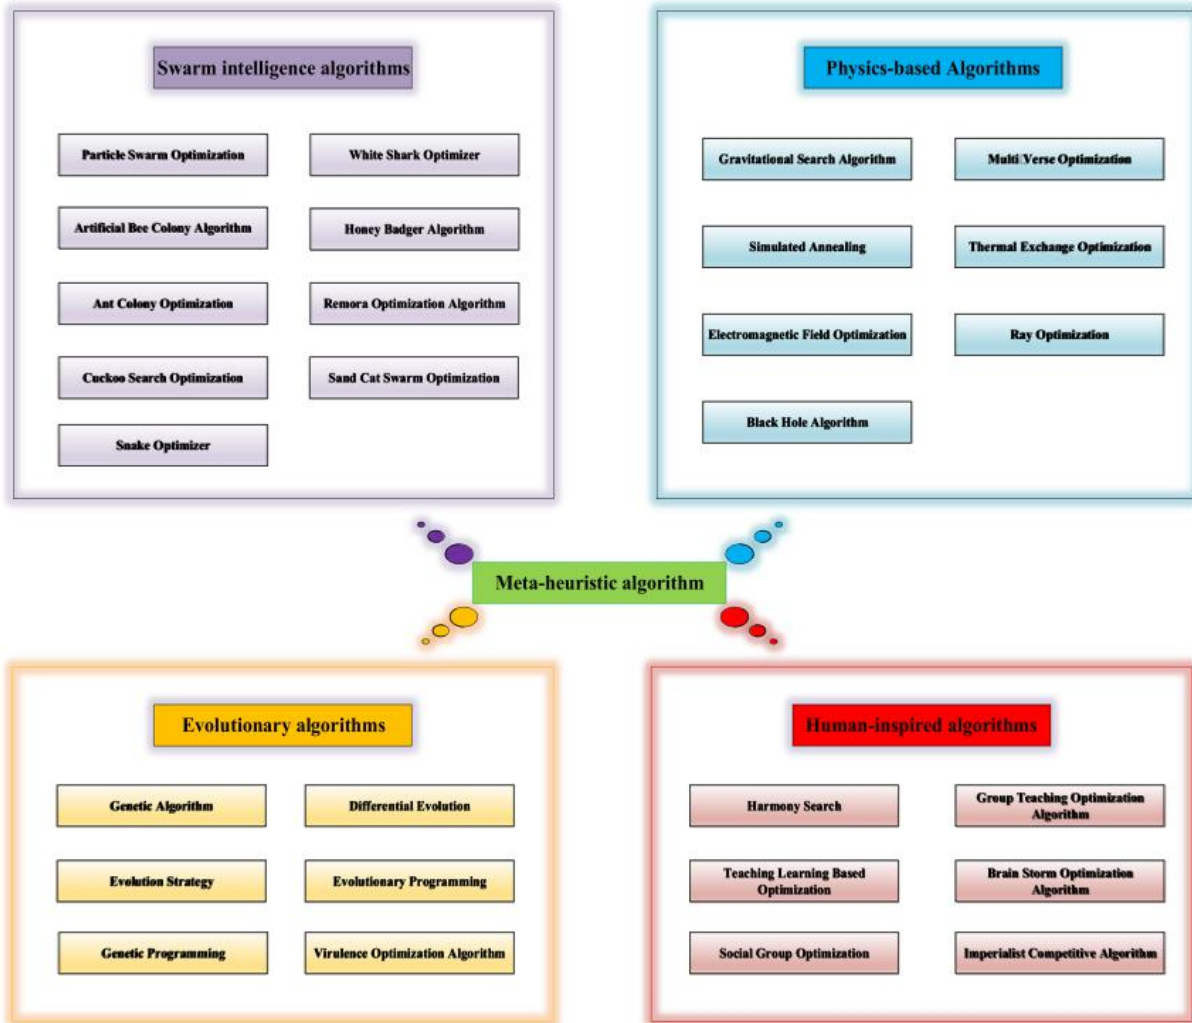 Swarm intelligence algorithms
Particle Swarm Optimization
White Shark Optimizer
Artificial Bee Colony Algorithm
Honey Badger Algorithm
Ant Colony Optimization
Remora Optimization Algorithm
Cuckoo Search Optimization
Sand Cat Swarm Optimization
Snake Optimizer
Physics-based Algorithms
Gravitational Search Algorithm
Multi Verse Optimization
Simulated Annealing
Thermal Exchange Optimization
Electromagnetic Field Optimization
Ray Optimization
Black Hole Algorithm
Meta-heuristic algorithm
Evolutionary algorithms
Genetic Algorithm
Differential Evolution
Evolution Strategy
Evolutionary Programming
Genetic Programming
Virulence Optimization Algorithm
Human-inspired algorithms
Harmony Search
Group Teaching Optimization
Algorithm
Teaching Learning Based
Optimization
Brain Storm Optimization
Algorithm
Social Group Optimization
Imperialist Competitive Algorithm